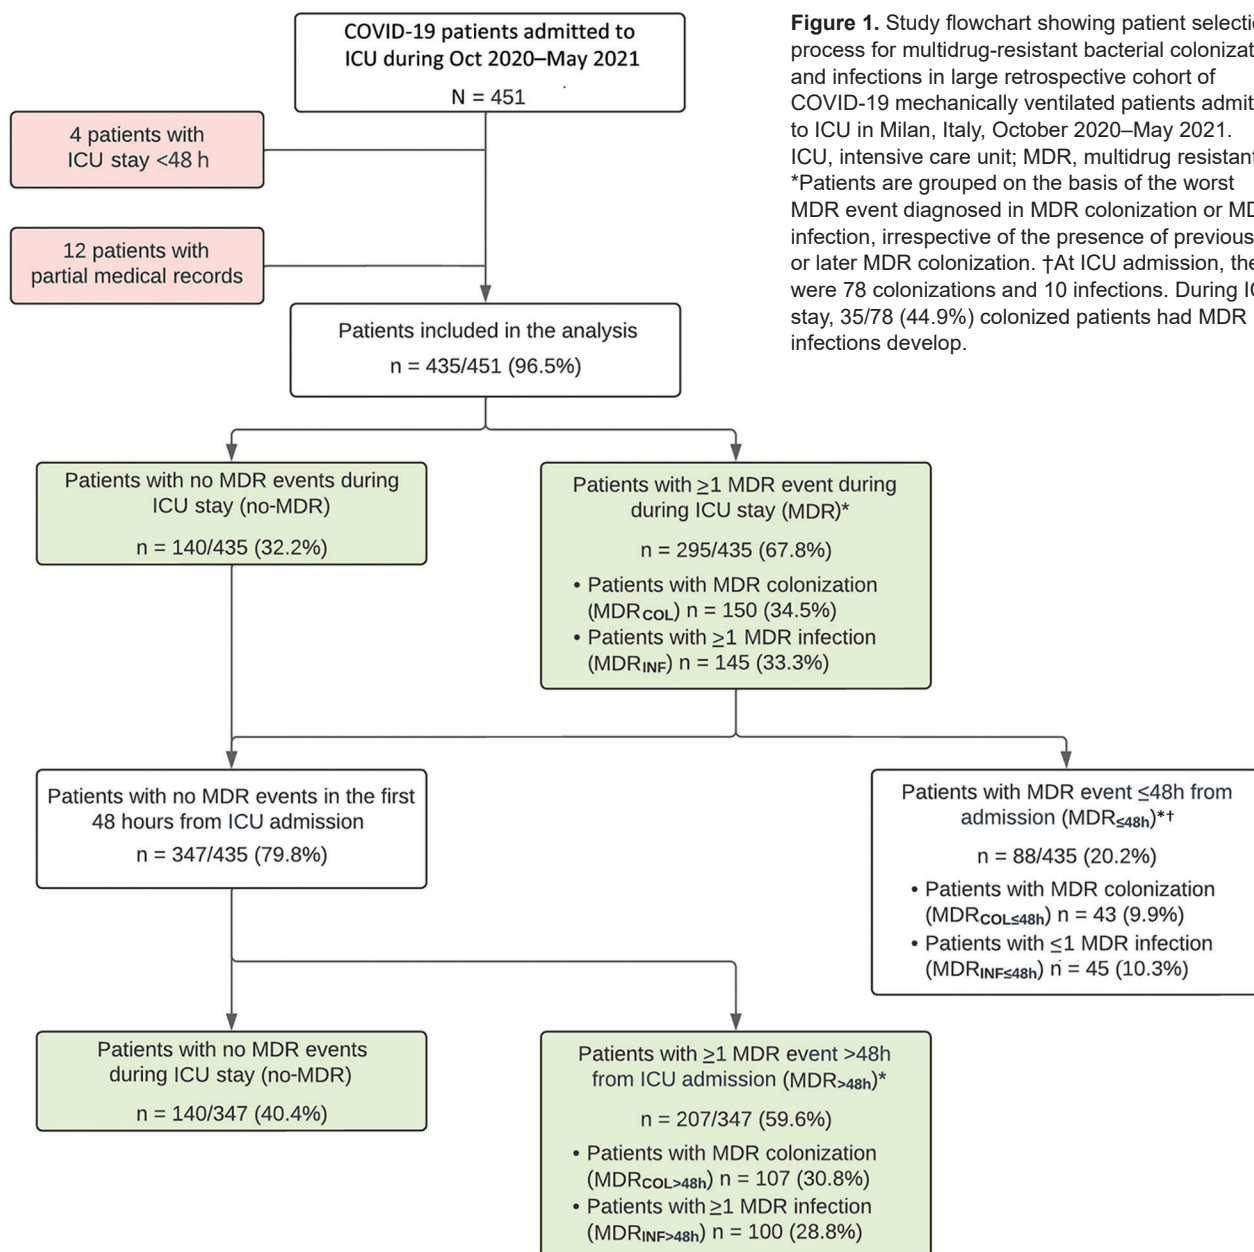 COVID-19 patients admitted to
ICU during Oct 2020–May 2021
N = 451
4 patients with
ICU stay <48 h
12 patients with
partial medical records
Patients included in the analysis
n = 435/451 (96.5%)
Patients with no MDR events during
ICU stay (no-MDR)
n = 140/435 (32.2%)
Patients with ≥1 MDR event during
during ICU stay (MDR)*
n = 295/435 (67.8%)
• Patients with MDR colonization
(MDRCOL) n = 150 (34.5%)
• Patients with ≥1 MDR infection
(MDRINF) n = 145 (33.3%)
Patients with no MDR events in the first
48 hours from ICU admission
n = 347/435 (79.8%)
Patients with MDR event ≤48h from
admission (MDR≤48h)*†
n = 88/435 (20.2%)
• Patients with MDR colonization
(MDRCOL≤48h) n = 43 (9.9%)
• Patients with ≤1 MDR infection
(MDRINF≤48h) n = 45 (10.3%)
Patients with no MDR events
during ICU stay (no-MDR)
n = 140/347 (40.4%)
Patients with ≥1 MDR event >48h
from ICU admission (MDR>48h)*
n = 207/347 (59.6%)
• Patients with MDR colonization
(MDRCOL>48h) n = 107 (30.8%)
• Patients with ≥1 MDR infection
(MDRINF>48h) n = 100 (28.8%)
Figure 1. Study flowchart showing patient selectio
process for multidrug-resistant bacterial colonizat
and infections in large retrospective cohort of
COVID-19 mechanically ventilated patients admit
to ICU in Milan, Italy, October 2020–May 2021.
ICU, intensive care unit; MDR, multidrug resistant
*Patients are grouped on the basis of the worst
MDR event diagnosed in MDR colonization or MD
infection, irrespective of the presence of previous
or later MDR colonization. †At ICU admission, the
were 78 colonizations and 10 infections. During IC
stay, 35/78 (44.9%) colonized patients had MDR
infections develop.